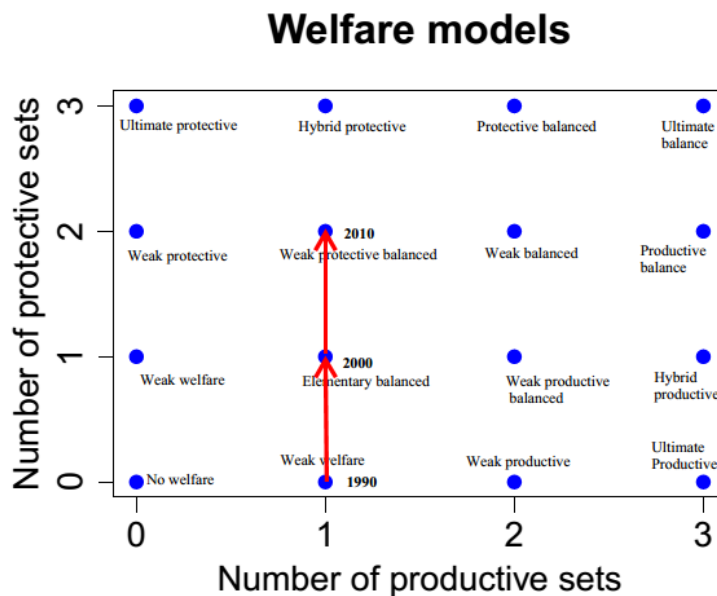 Welfare models
Number of protective sets
3
Ultimate protective
Hybrid protective
Protective balanced
Ultimate
balance
2
2010
Weak protective
Weak protective balanced
Weak balanced
Productive
balance
1
2000
Weak welfare
Elementary balanced
Weak productive
balanced
Hybrid
productive
0
No welfare
Weak welfare
1990
Weak productive
Ultimate
Productive
0 1 2 3
Number of productive sets